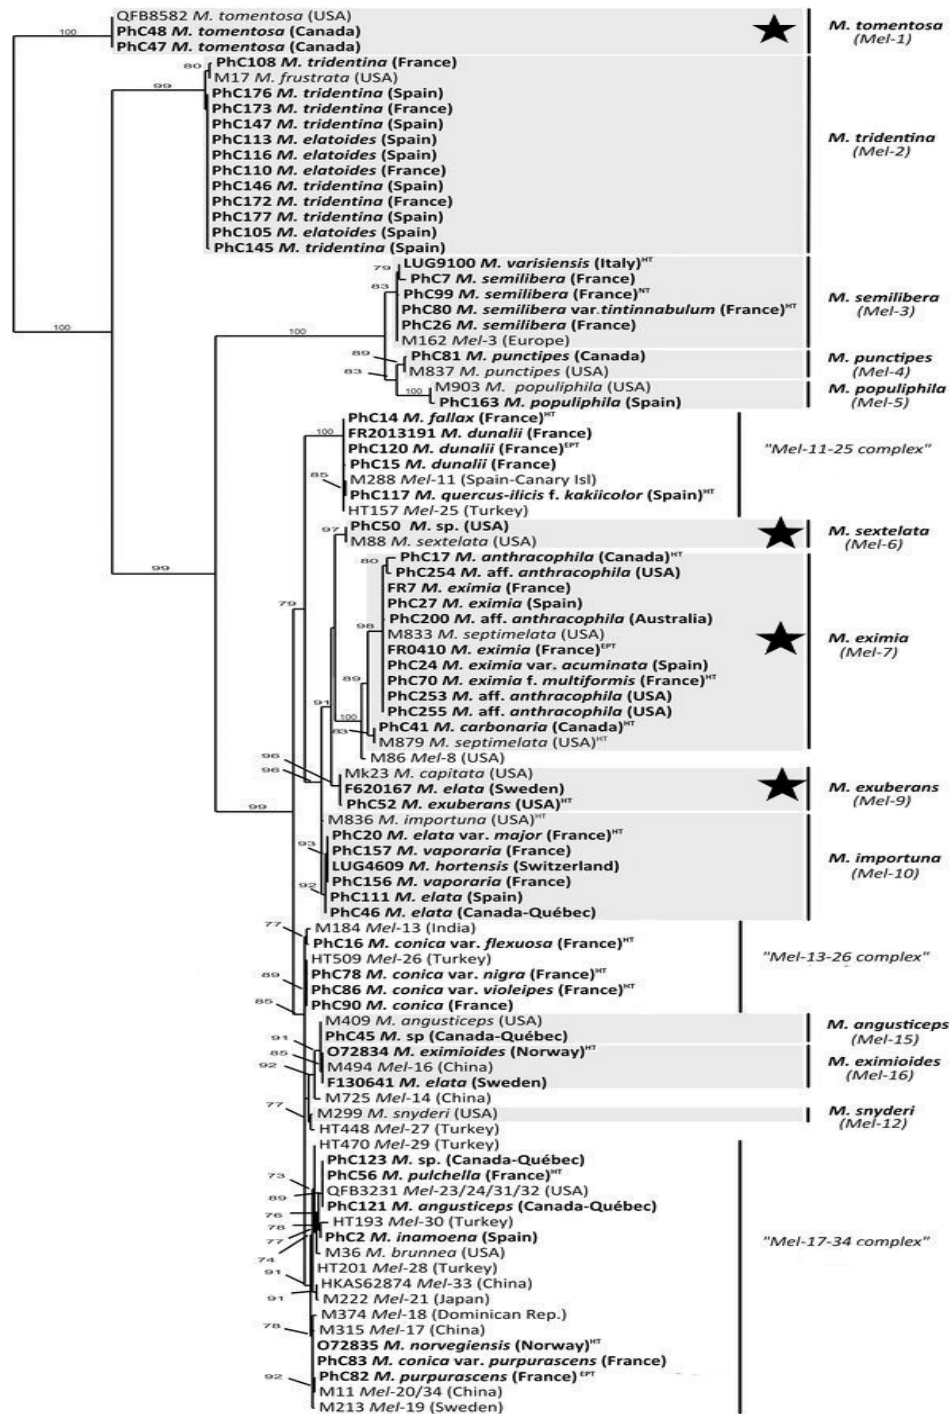 QFB8582 M. tomentosa (USA)
PhC48 M. tomentosa (Canada)
PhC47 M. tomentosa (Canada)
M. tomentosa
(Mel-1)
100
PhC108 M. tridentina (France)
M17 M. frustrata (USA)
PhC176 M. tridentina (Spain)
PhC173 M. tridentina (France)
PhC147 M. tridentina (Spain)
PhC113 M. elatoides (Spain)
PhC116 M. elatoides (Spain)
PhC110 M. elatoides (France)
PhC146 M. tridentina (Spain)
PhC172 M. tridentina (France)
PhC177 M. tridentina (Spain)
PhC105 M. elatoides (Spain)
PhC145 M. tridentina (Spain)
M. tridentina
(Mel-2)
80
99
100
LUG9100 M. varisiensis (Italy)HT
PhC7 M. semilibera (France)
PhC99 M. semilibera (France)NT
PhC80 M. semilibera var.tintinnabulum (France)HT
PhC26 M. semilibera (France)
M162 Mel-3 (Europe)
M. semilibera
(Mel-3)
79
83
100
PhC81 M. punctipes (Canada)
M837 M. punctipes (USA)
M. punctipes
(Mel-4)
89
83
M903 M. populiphila (USA)
PhC163 M. populiphila (Spain)
M. populiphila
(Mel-5)
100
PhC14 M. fallax (France)HT
FR2013191 M. dunalii (France)
PhC120 M. dunalii (France)EPT
PhC15 M. dunalii (France)
M288 Mel-11 (Spain-Canary Isl)
PhC117 M. quercus-ilicis f. kakiicolor (Spain)HT
HT157 Mel-25 (Turkey)
"Mel-11-25 complex"
100
85
PhC50 M. sp. (USA)
M88 M. sextelata (USA)
M. sextelata
(Mel-6)
97
99
PhC17 M. anthracophila (Canada)HT
PhC254 M. aff. anthracophila (USA)
FR7 M. eximia (France)
PhC27 M. eximia (Spain)
PhC200 M. aff. anthracophila (Australia)
M833 M. septimelata (USA)
FR0410 M. eximia (France)EPT
PhC24 M. eximia var. acuminata (Spain)
PhC70 M. eximia f. multiformis (France)HT
PhC253 M. aff. anthracophila (USA)
PhC255 M. aff. anthracophila (USA)
PhC41 M. carbonaria (Canada)HT
M879 M. septimelata (USA)HT
M. eximia
(Mel-7)
80
79
98
89
91
100
83
M86 Mel-8 (USA)
Mk23 M. capitata (USA)
F620167 M. elata (Sweden)
PhC52 M. exuberans (USA)HT
M. exuberans
(Mel-9)
96
96
99
M836 M. importuna (USA)HT
PhC20 M. elata var. major (France)HT
PhC157 M. vaporaria (France)
LUG4609 M. hortensis (Switzerland)
PhC156 M. vaporaria (France)
PhC111 M. elata (Spain)
PhC46 M. elata (Canada-Québec)
M. importuna
(Mel-10)
93
92
M184 Mel-13 (India)
PhC16 M. conica var. flexuosa (France)HT
HT509 Mel-26 (Turkey)
PhC78 M. conica var. nigra (France)HT
PhC86 M. conica var. violeipes (France)HT
PhC90 M. conica (France)
"Mel-13-26 complex"
77
89
85
M409 M. angusticeps (USA)
PhC45 M. sp (Canada-Québec)
M. angusticeps
(Mel-15)
91
O72834 M. eximioides (Norway)HT
M494 Mel-16 (China)
F130641 M. elata (Sweden)
M. eximioides
(Mel-16)
85
92
M725 Mel-14 (China)
M299 M. snyderi (USA)
M. snyderi
(Mel-12)
77
HT448 Mel-27 (Turkey)
HT470 Mel-29 (Turkey)
PhC123 M. sp. (Canada-Québec)
PhC56 M. pulchella (France)HT
QFB3231 Mel-23/24/31/32 (USA)
PhC121 M. angusticeps (Canada-Québec)
HT193 Mel-30 (Turkey)
PhC2 M. inamoena (Spain)
M36 M. brunnea (USA)
HT201 Mel-28 (Turkey)
HKAS62874 Mel-33 (China)
M222 Mel-21 (Japan)
M374 Mel-18 (Dominican Rep.)
M315 Mel-17 (China)
O72835 M. norvegiensis (Norway)HT
PhC83 M. conica var. purpurascens (France)
PhC82 M. purpurascens (France) EPT
M11 Mel-20/34 (China)
M213 Mel-19 (Sweden)
"Mel-17-34 complex"
73
89
76
78
77
74
91
91
78
92